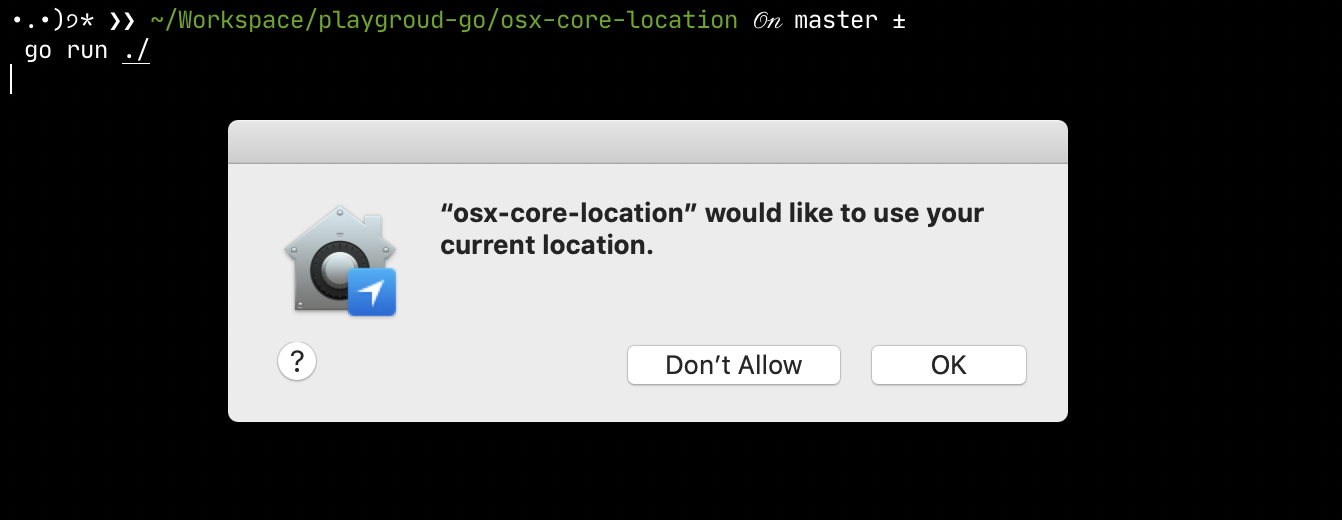 •.•)੭* ❯❯ ~/Workspace/playgroud-go/osx-core-location 𝒪𝓃 master ±
go run ./
“osx-core-location” would like to use your
current location.
? Don’t Allow OK